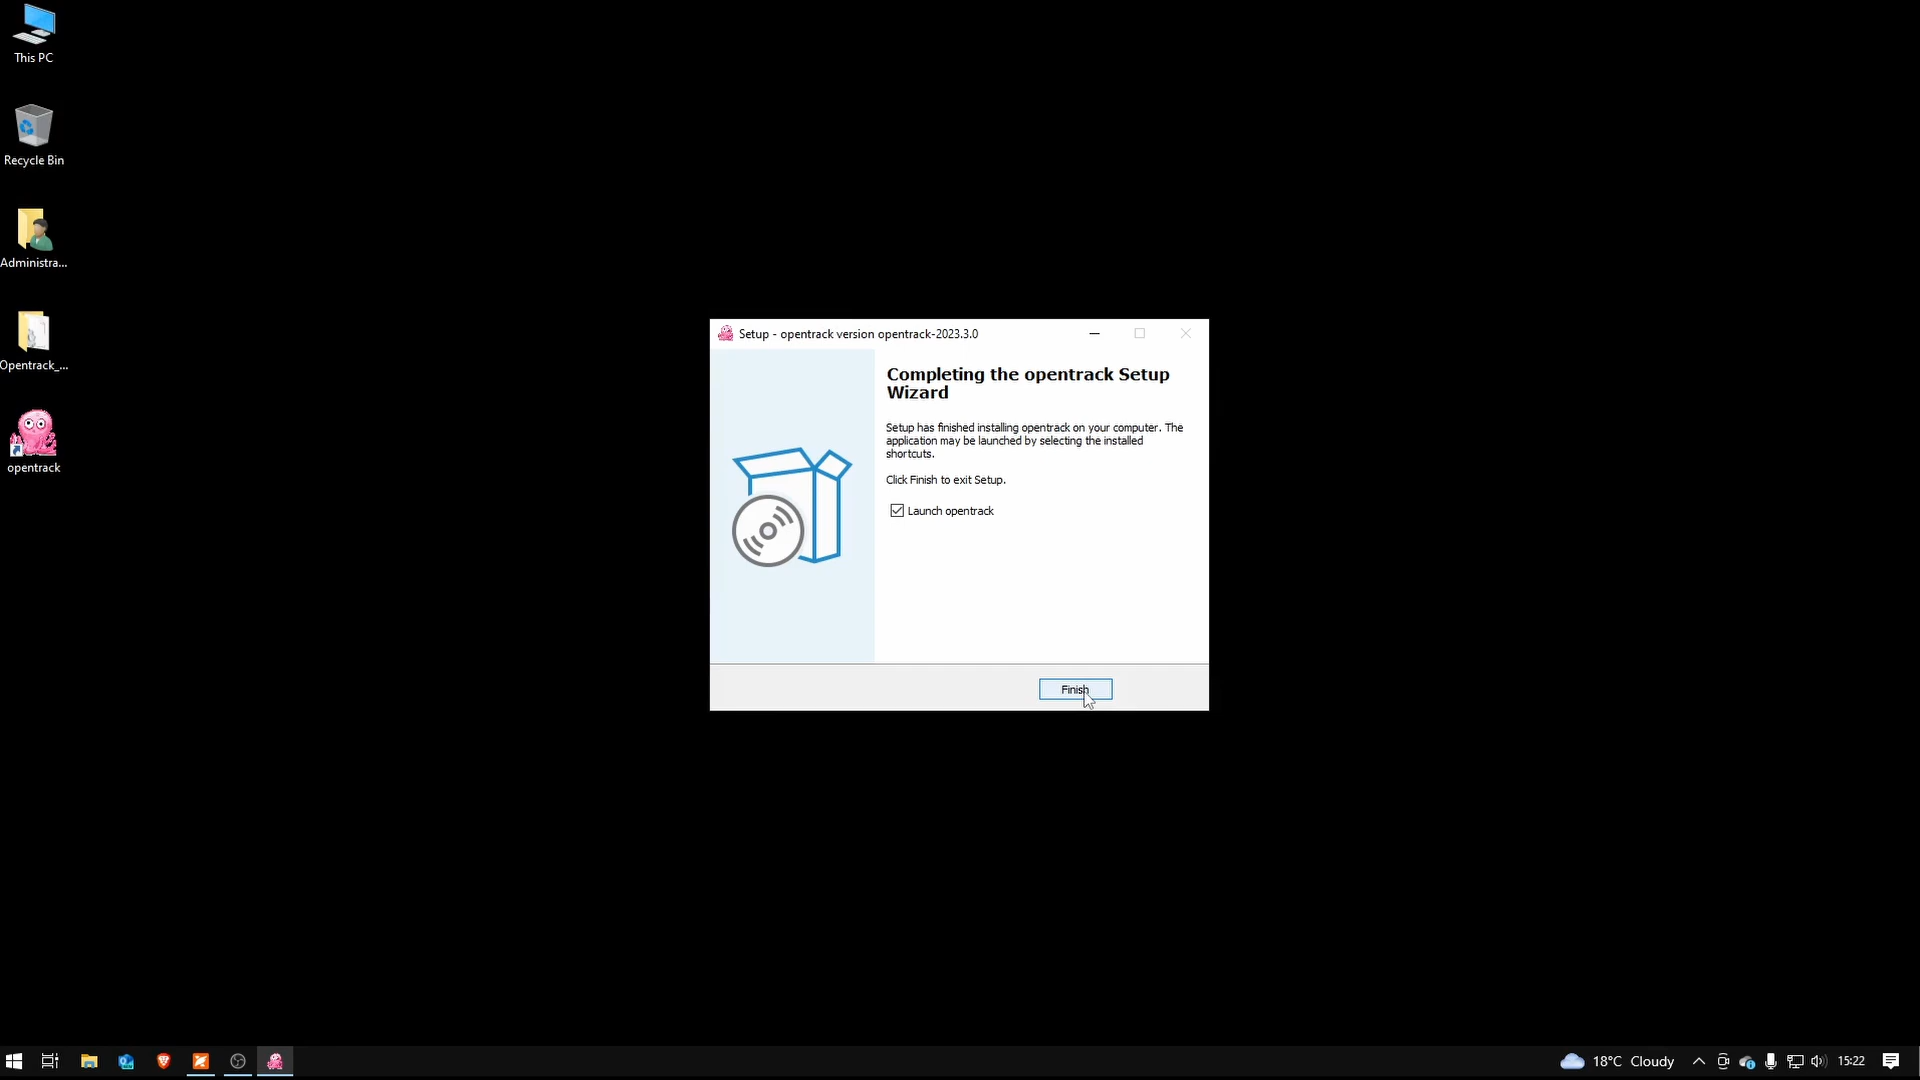 This PC
Recycle Bin
Administra...
Opentrack_...
opentrack
Setup - opentrack version opentrack-2023.3.0
Completing the opentrack Setup
Wizard
Setup has finished installing opentrack on your computer. The
application may be launched by selecting the installed
shortcuts.
Click Finish to exit Setup.
Launch opentrack
Finish
18°C Cloudy
15:22